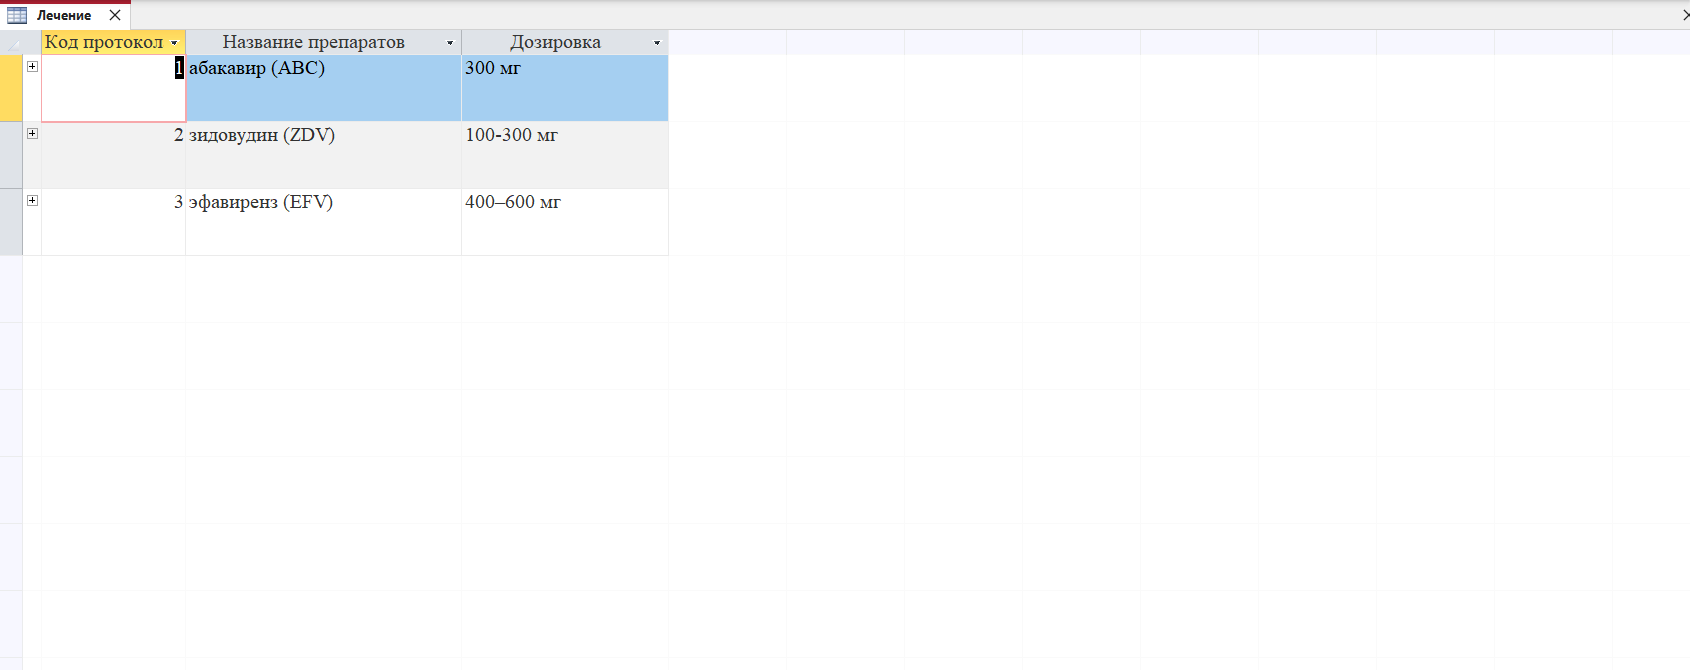 Лечение
Код протокол Название препаратов Дозировка
1 абакавир (ABC) 300 мг
2 зидовудин (ZDV) 100-300 мг
3 эфавиренз (EFV) 400–600 мг